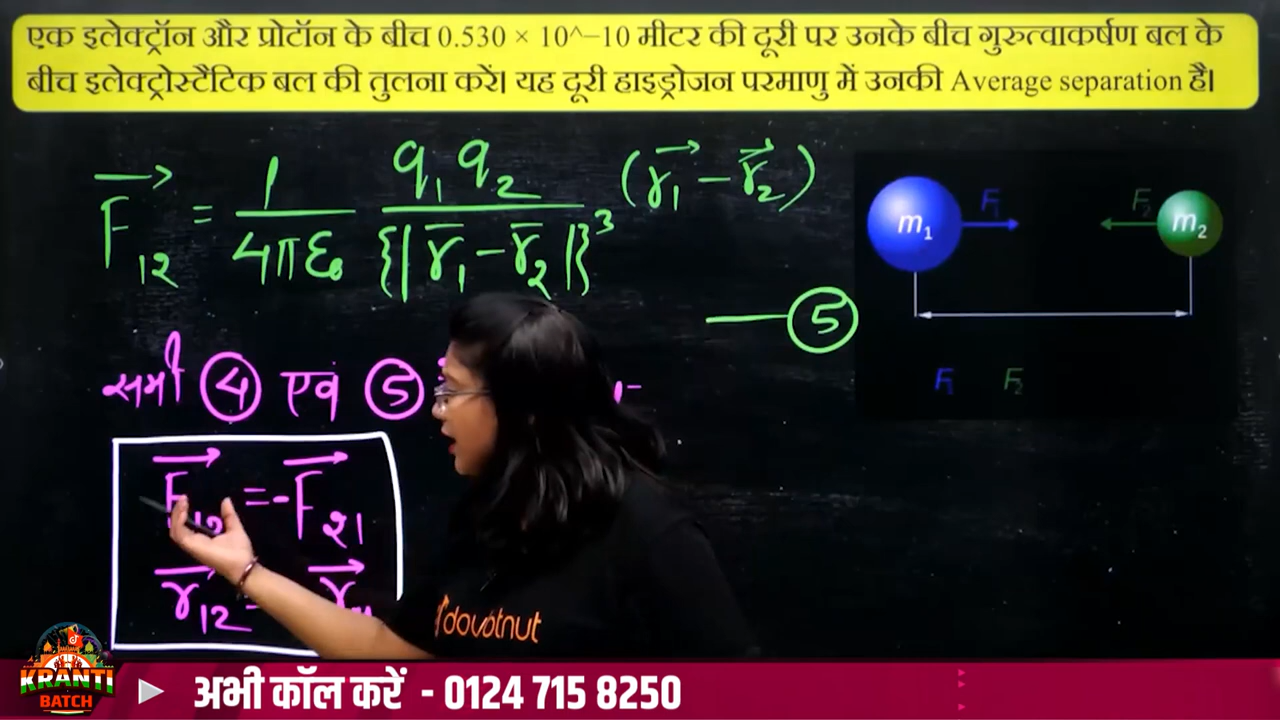 एक इलेक्ट्रॉन और प्रोटॉन के बीच 0.530 × 10^−10 मीटर की दूरी पर उनके बीच गुरुत्वाकर्षण बल के
बीच इलेक्ट्रोस्टैटिक बल की तुलना करें। यह दूरी हाइड्रोजन परमाणु में उनकी Average separation है।
F₁₂ = 1/4πε₀ q₁q₂/{|r₁−r₂|}³ (r₁−r₂)
— ⑤
समी ④ एवं ⑤
F₁₂ = -F₂₁
r₁₂ =
m₁ F₁ F₂ m₂
F₁ F₂
doubtnut
KRANTI
BATCH
अभी कॉल करें - 0124 715 8250